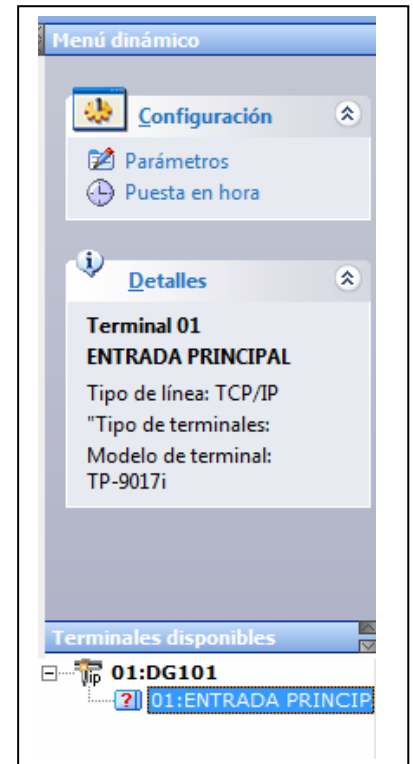 Menú dinámico
Configuración
Parámetros
Puesta en hora
Detalles
Terminal 01
ENTRADA PRINCIPAL
Tipo de línea: TCP/IP
"Tipo de terminales:
Modelo de terminal:
TP-9017i
Terminales disponibles
ip 01:DG101
? 01:ENTRADA PRINCIP